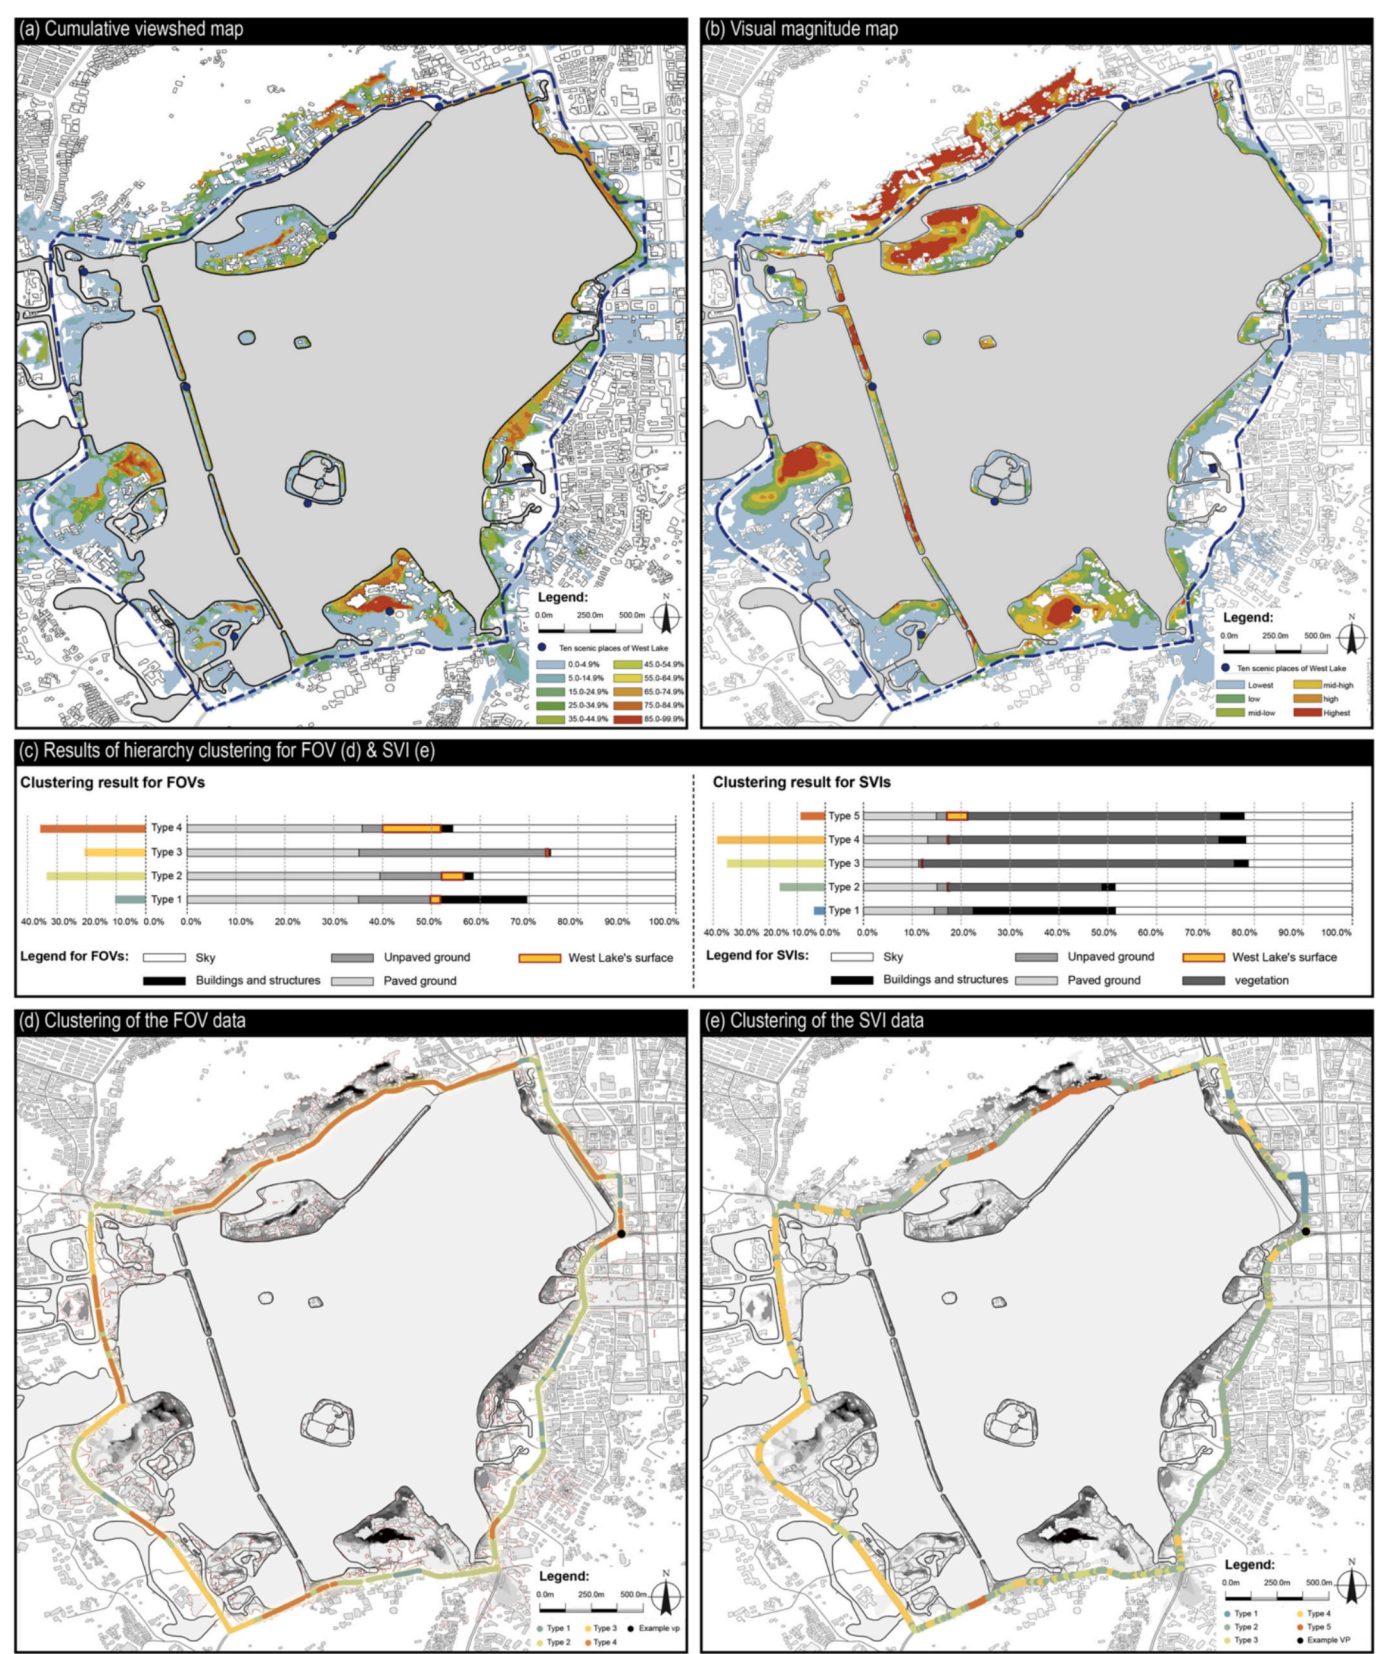 (a) Cumulative viewshed map
N
Legend:
0.0m 250.0m 500.0m
Ten scenic places of West Lake
0.0-4.9% 45.0-54.9%
5.0-14.9% 55.0-64.9%
15.0-24.9% 65.0-74.9%
25.0-34.9% 75.0-84.9%
35.0-44.9% 85.0-99.9%
(b) Visual magnitude map
N
Legend:
0.0m 250.0m 500.0m
Ten scenic places of West Lake
Lowest mid-high
low high
mid-low Highest
(c) Results of hierarchy clustering for FOV (d) & SVI (e)
Clustering result for FOVs
Type 4
Type 3
Type 2
Type 1
40.0% 30.0% 20.0% 10.0% 0.0% 0.0% 10.0% 20.0% 30.0% 40.0% 50.0% 60.0% 70.0% 80.0% 90.0% 100.0%
Legend for FOVs: Sky Unpaved ground West Lake's surface
Buildings and structures Paved ground
Clustering result for SVIs
Type 5
Type 4
Type 3
Type 2
Type 1
40.0% 30.0% 20.0% 10.0% 0.0% 0.0% 10.0% 20.0% 30.0% 40.0% 50.0% 60.0% 70.0% 80.0% 90.0% 100.0%
Legend for SVIs: Sky Unpaved ground West Lake's surface
Buildings and structures Paved ground vegetation
(d) Clustering of the FOV data
N
Legend:
0.0m 250.0m 500.0m
Type 1 Type 3 Example vp
Type 2 Type 4
(e) Clustering of the SVI data
N
Legend:
0.0m 250.0m 500.0m
Type 1 Type 4
Type 2 Type 5
Type 3 Example VP